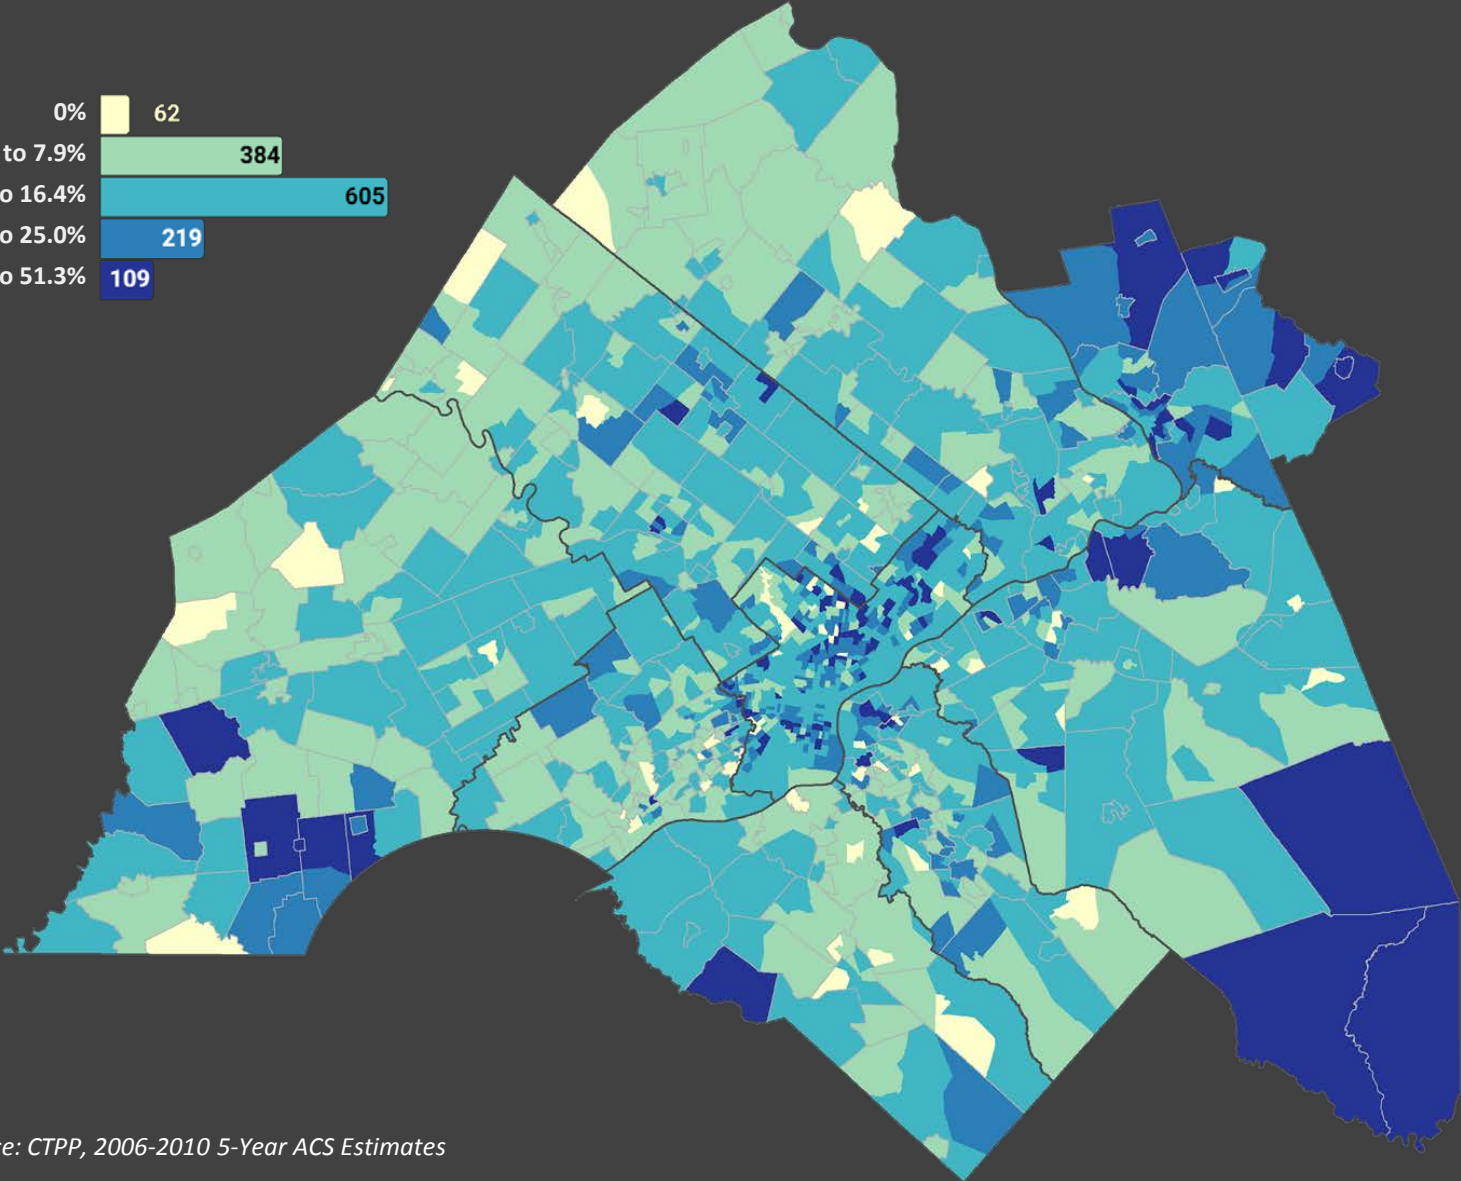 0% 62
to 7.9% 384
o 16.4% 605
o 25.0% 219
o 51.3% 109
ce: CTPP, 2006-2010 5-Year ACS Estimates